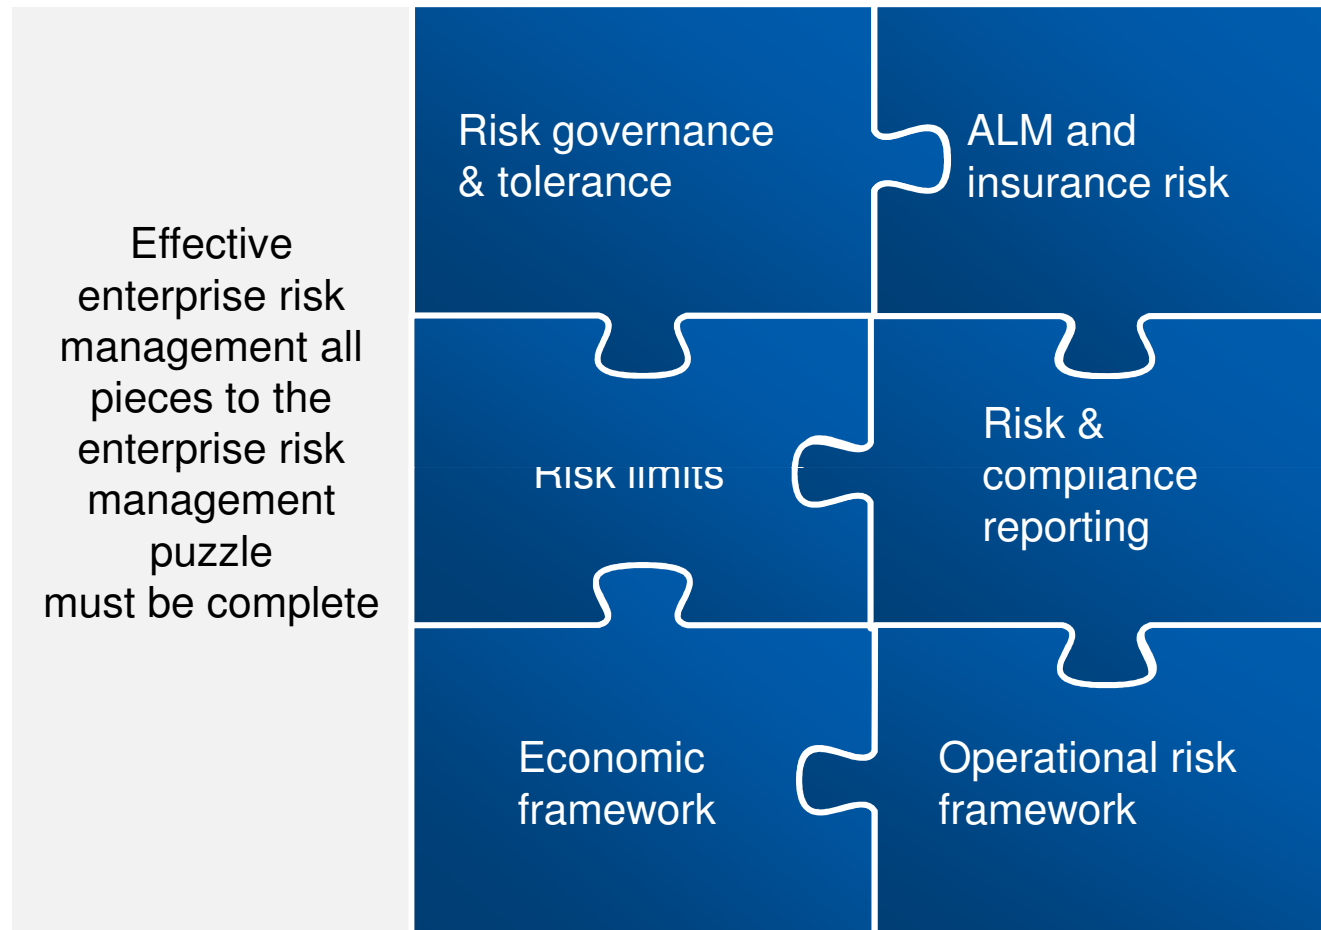 Effective
enterprise risk
management all
pieces to the
enterprise risk
management
puzzle
must be complete
Risk governance
& tolerance
ALM and
insurance risk
Risk limits
Risk &
compliance
reporting
Economic
framework
Operational risk
framework